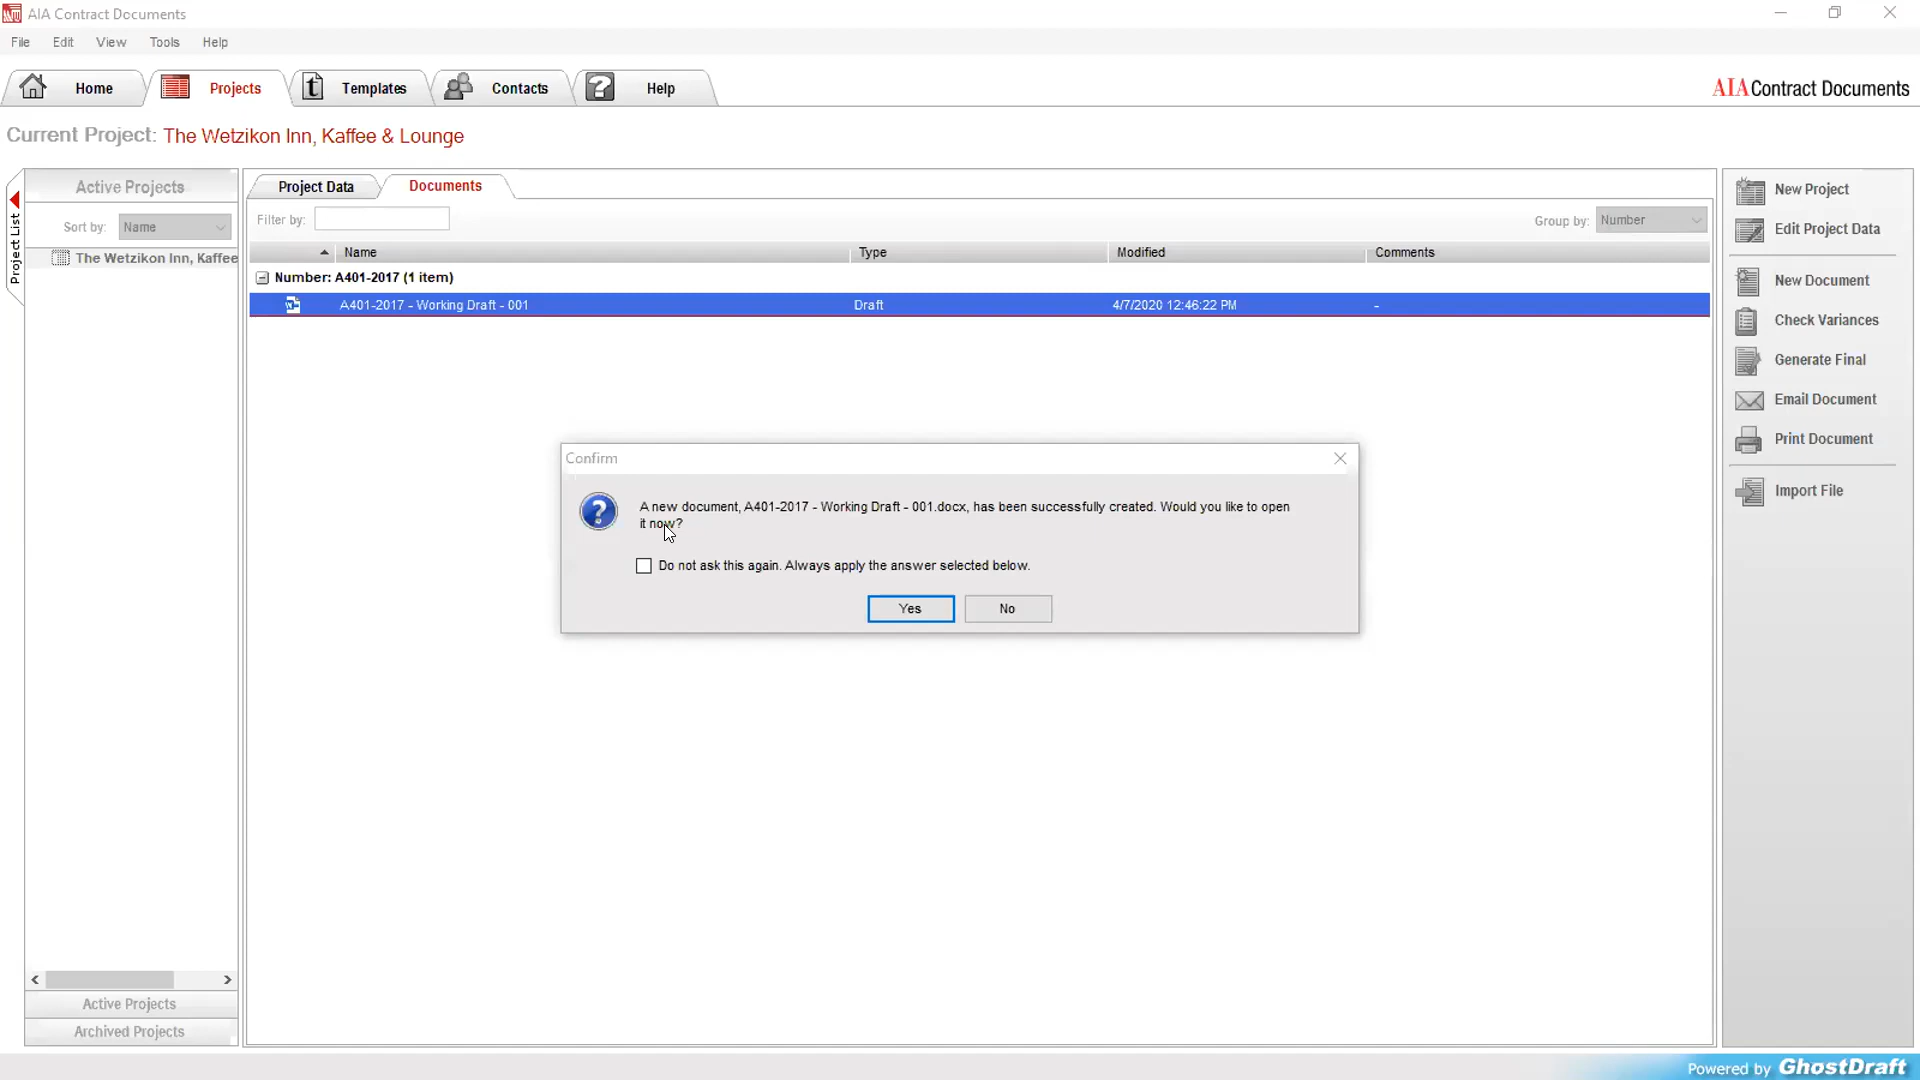 AIA Contract Documents
File Edit View Tools Help
Home Projects Templates Contacts Help
AIA Contract Documents
Current Project: The Wetzikon Inn, Kaffee & Lounge
Project List
Active Projects
Sort by: Name
The Wetzikon Inn, Kaffee
Active Projects
Archived Projects
Project Data Documents
Filter by:
Group by: Number
Name Type Modified Comments
Number: A401-2017 (1 item)
A401-2017 - Working Draft - 001 Draft 4/7/2020 12:46:22 PM -
Confirm
A new document, A401-2017 - Working Draft - 001.docx, has been successfully created. Would you like to open
it now?
Do not ask this again. Always apply the answer selected below.
Yes No
New Project
Edit Project Data
New Document
Check Variances
Generate Final
Email Document
Print Document
Import File
Powered by GhostDraft